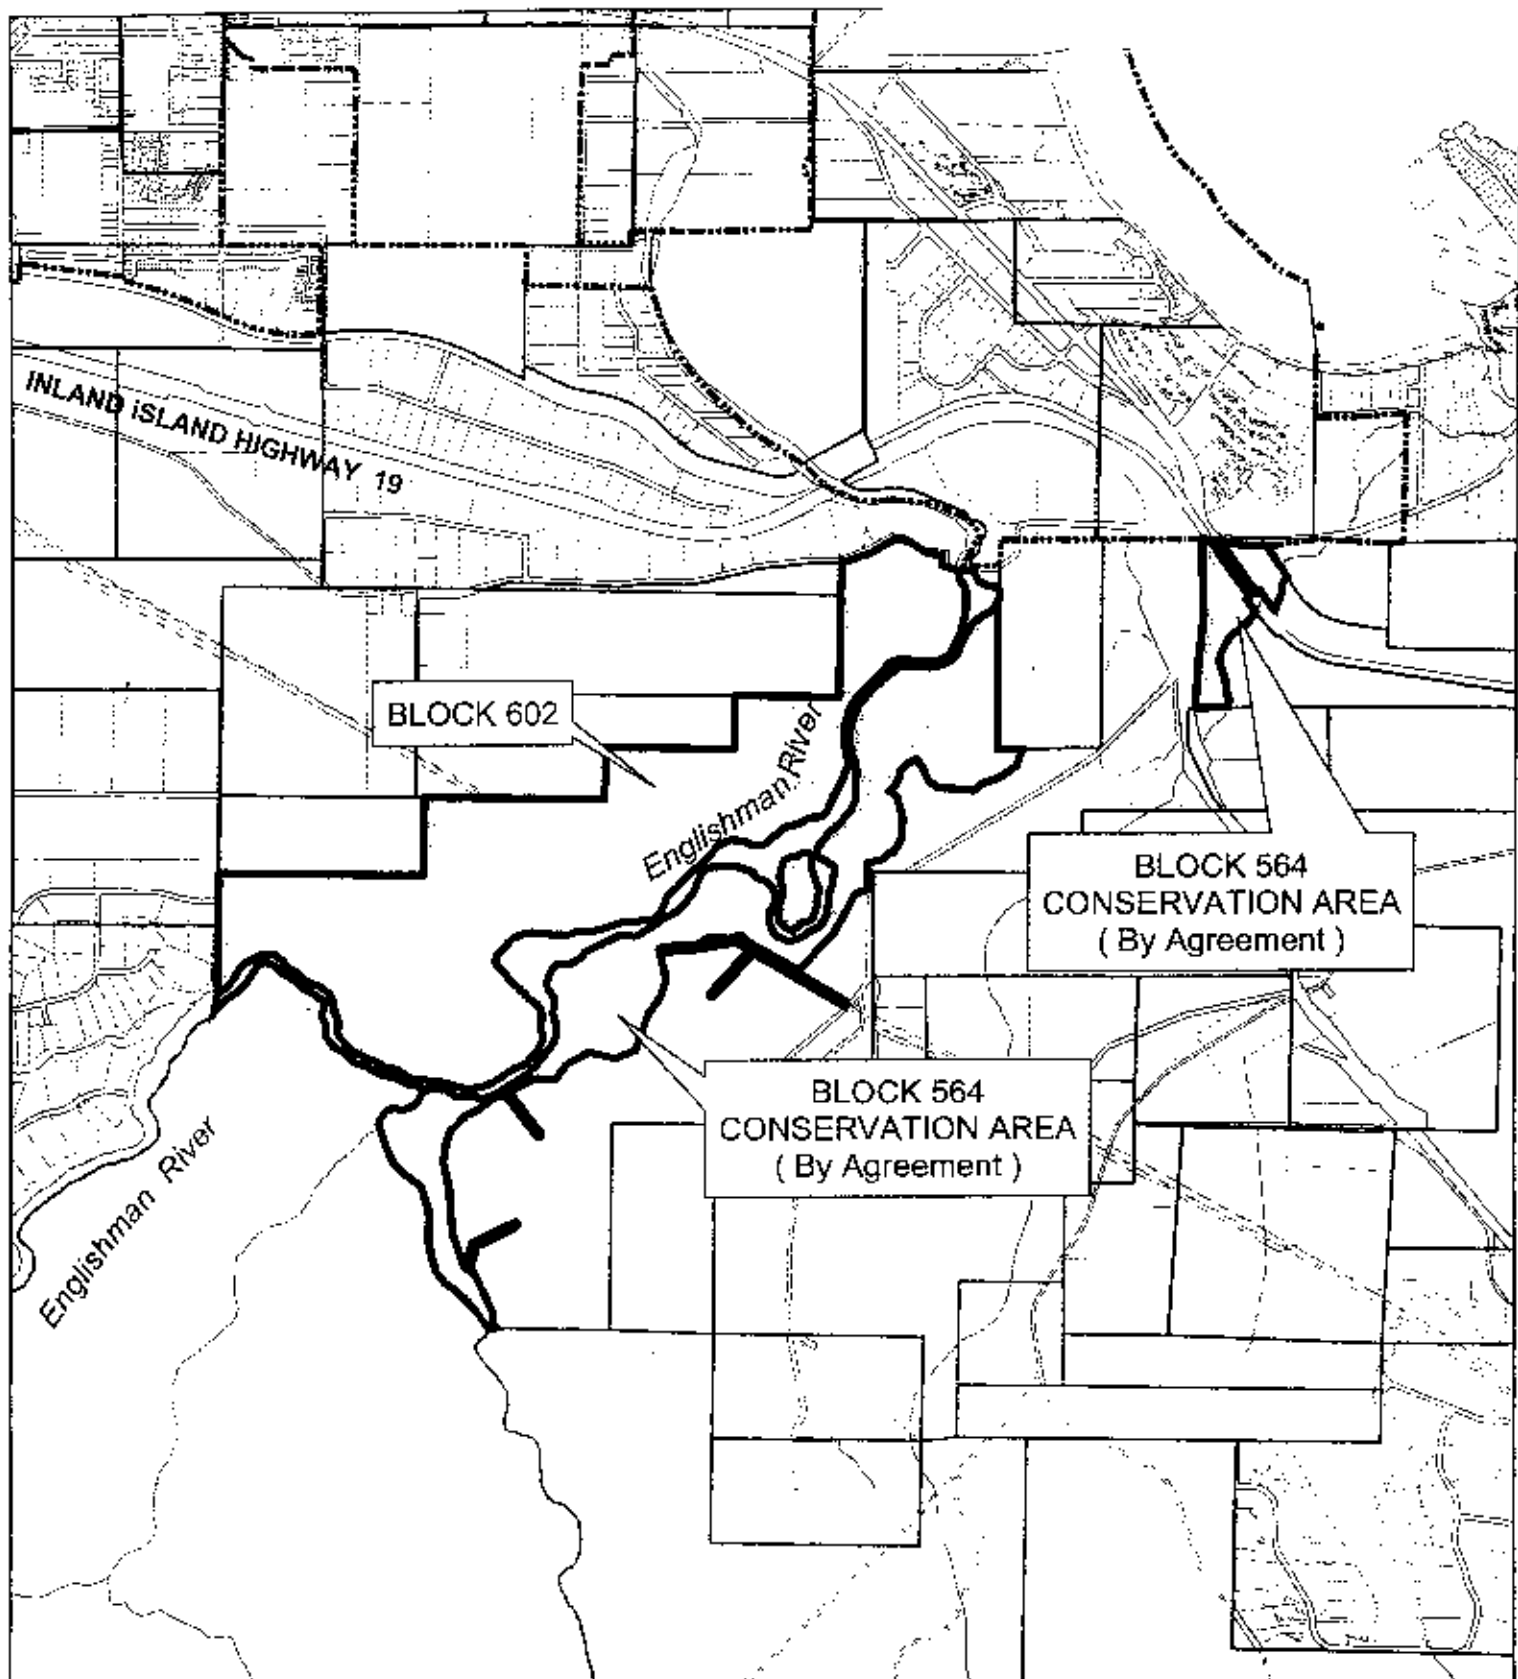 INLAND iSLAND HIGHWAY 19
BLOCK 602
Englishman River
BLOCK 564
CONSERVATION AREA
( By Agreement )
BLOCK 564
CONSERVATION AREA
( By Agreement )
Englishman River